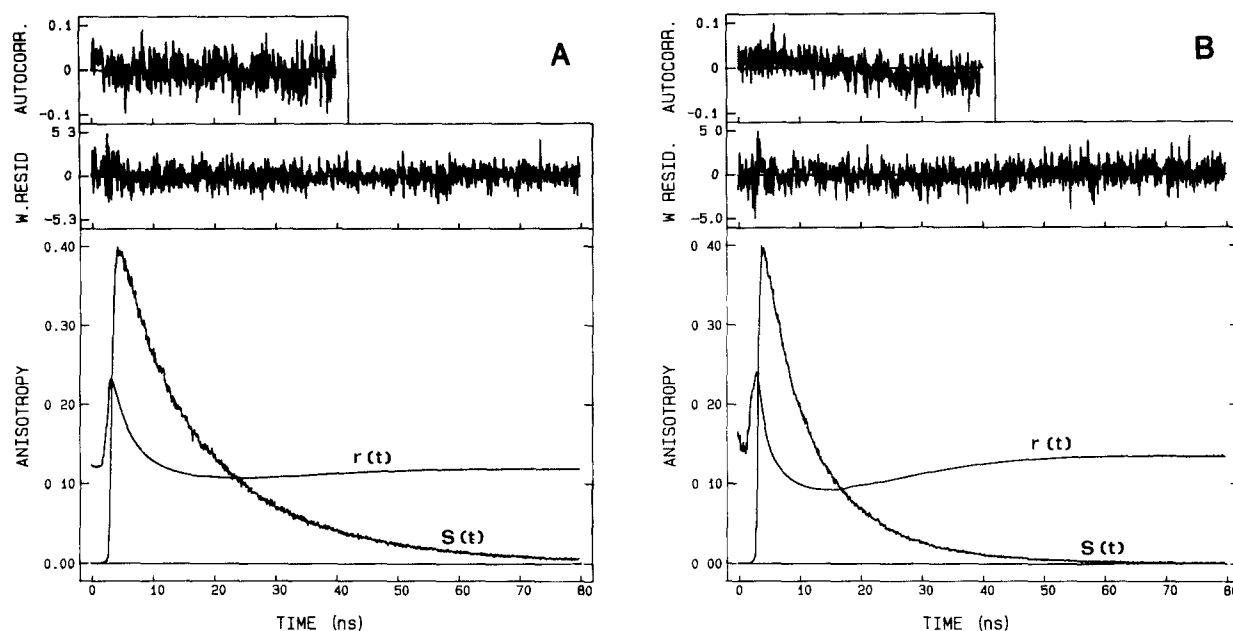 AUTOCORR.
0.1
0
-0.1
A
W.RESID
5 3
0
-5.3
ANISOTROPY
0.40
0 30
0 20
0 10
0 00
r(t)
S(t)
0 10 20 30 40 50 60 70 80
TIME (ns)
AUTOCORR.
0.1
0
-0.1
B
W RESID.
5 0
0
-5.0
ANISOTROPY
0 40
0 30
0 20
0 10
0 00
r(t)
S(t)
0 10 20 30 40 50 60 70 80
TIME (ns)